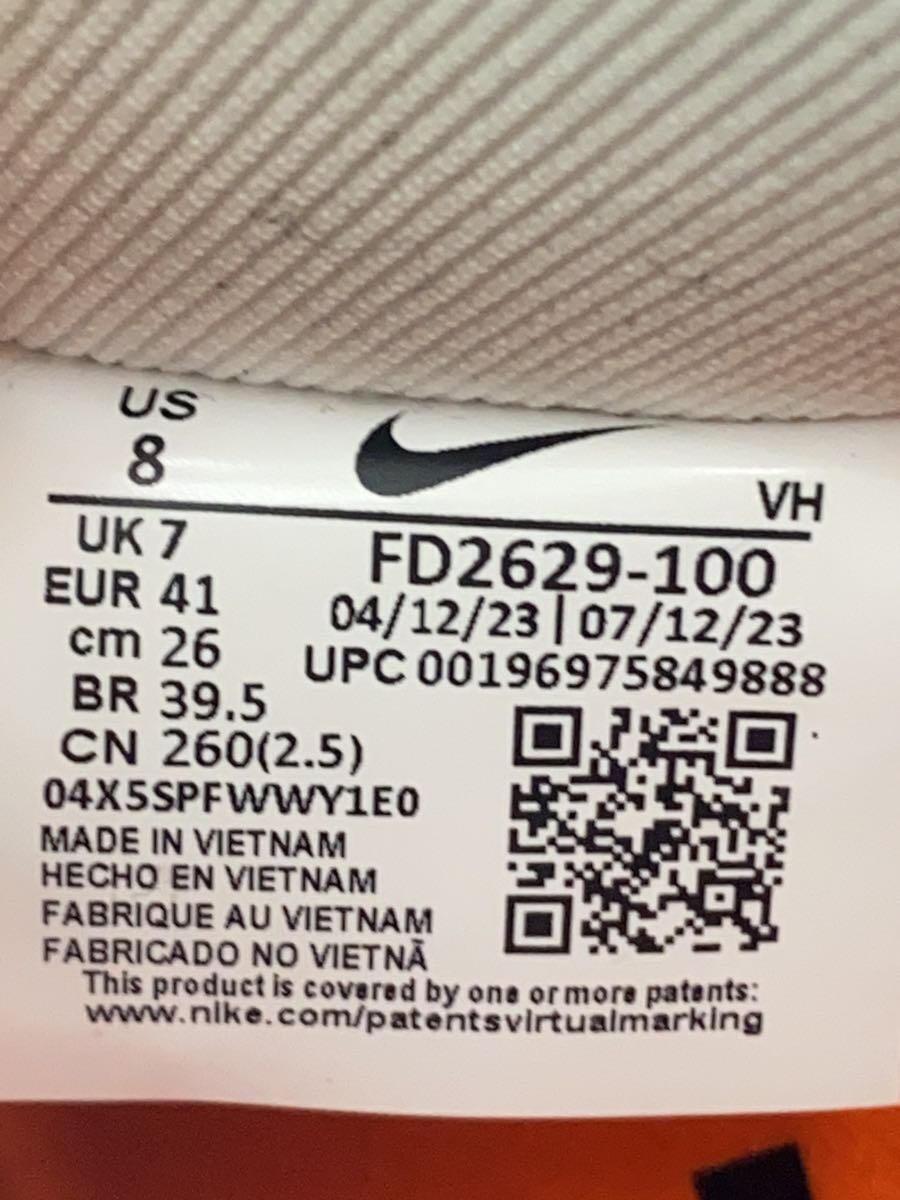 US
8
VH
UK 7
FD2629-100
EUR 41
04/12/23 | 07/12/23
cm 26
UPC 00196975849888
BR 39.5
CN 260(2.5)
04X5SPFWWY1E0
MADE IN VIETNAM
HECHO EN VIETNAM
FABRIQUE AU VIETNAM
FABRICADO NO VIETNÃ
This product is covered by one or more patents:
www.nike.com/patentsvirtualmarking